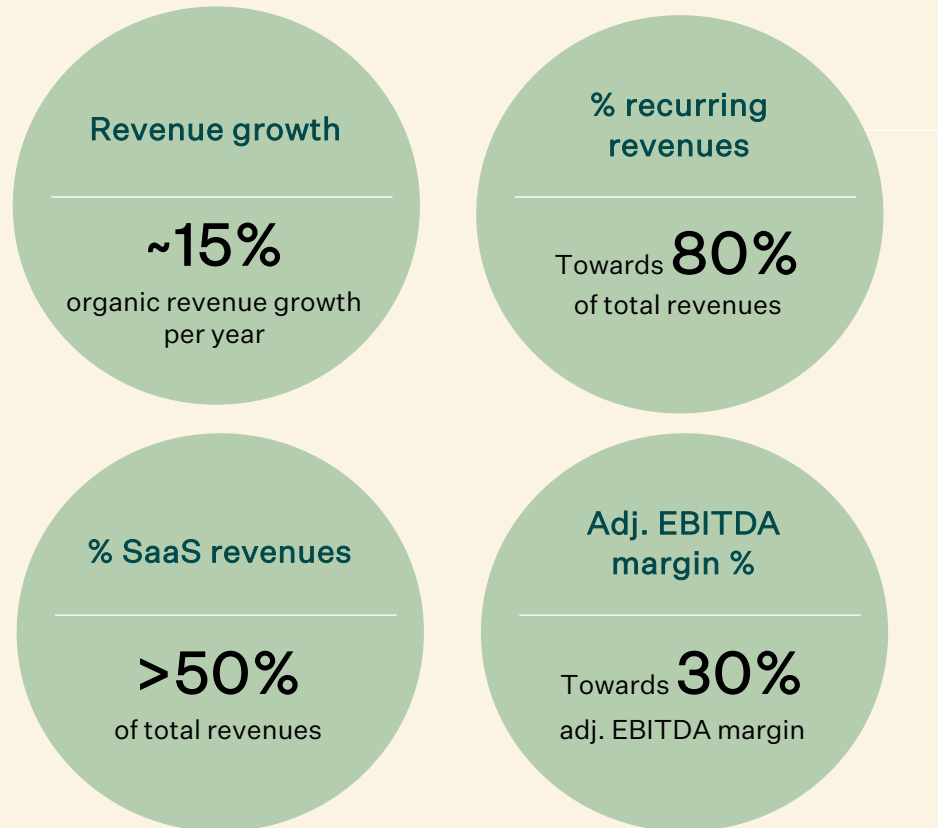 Revenue growth
~15%
organic revenue growth
per year
% recurring
revenues
Towards 80%
of total revenues
% SaaS revenues
>50%
of total revenues
Adj. EBITDA
margin %
Towards 30%
adj. EBITDA margin